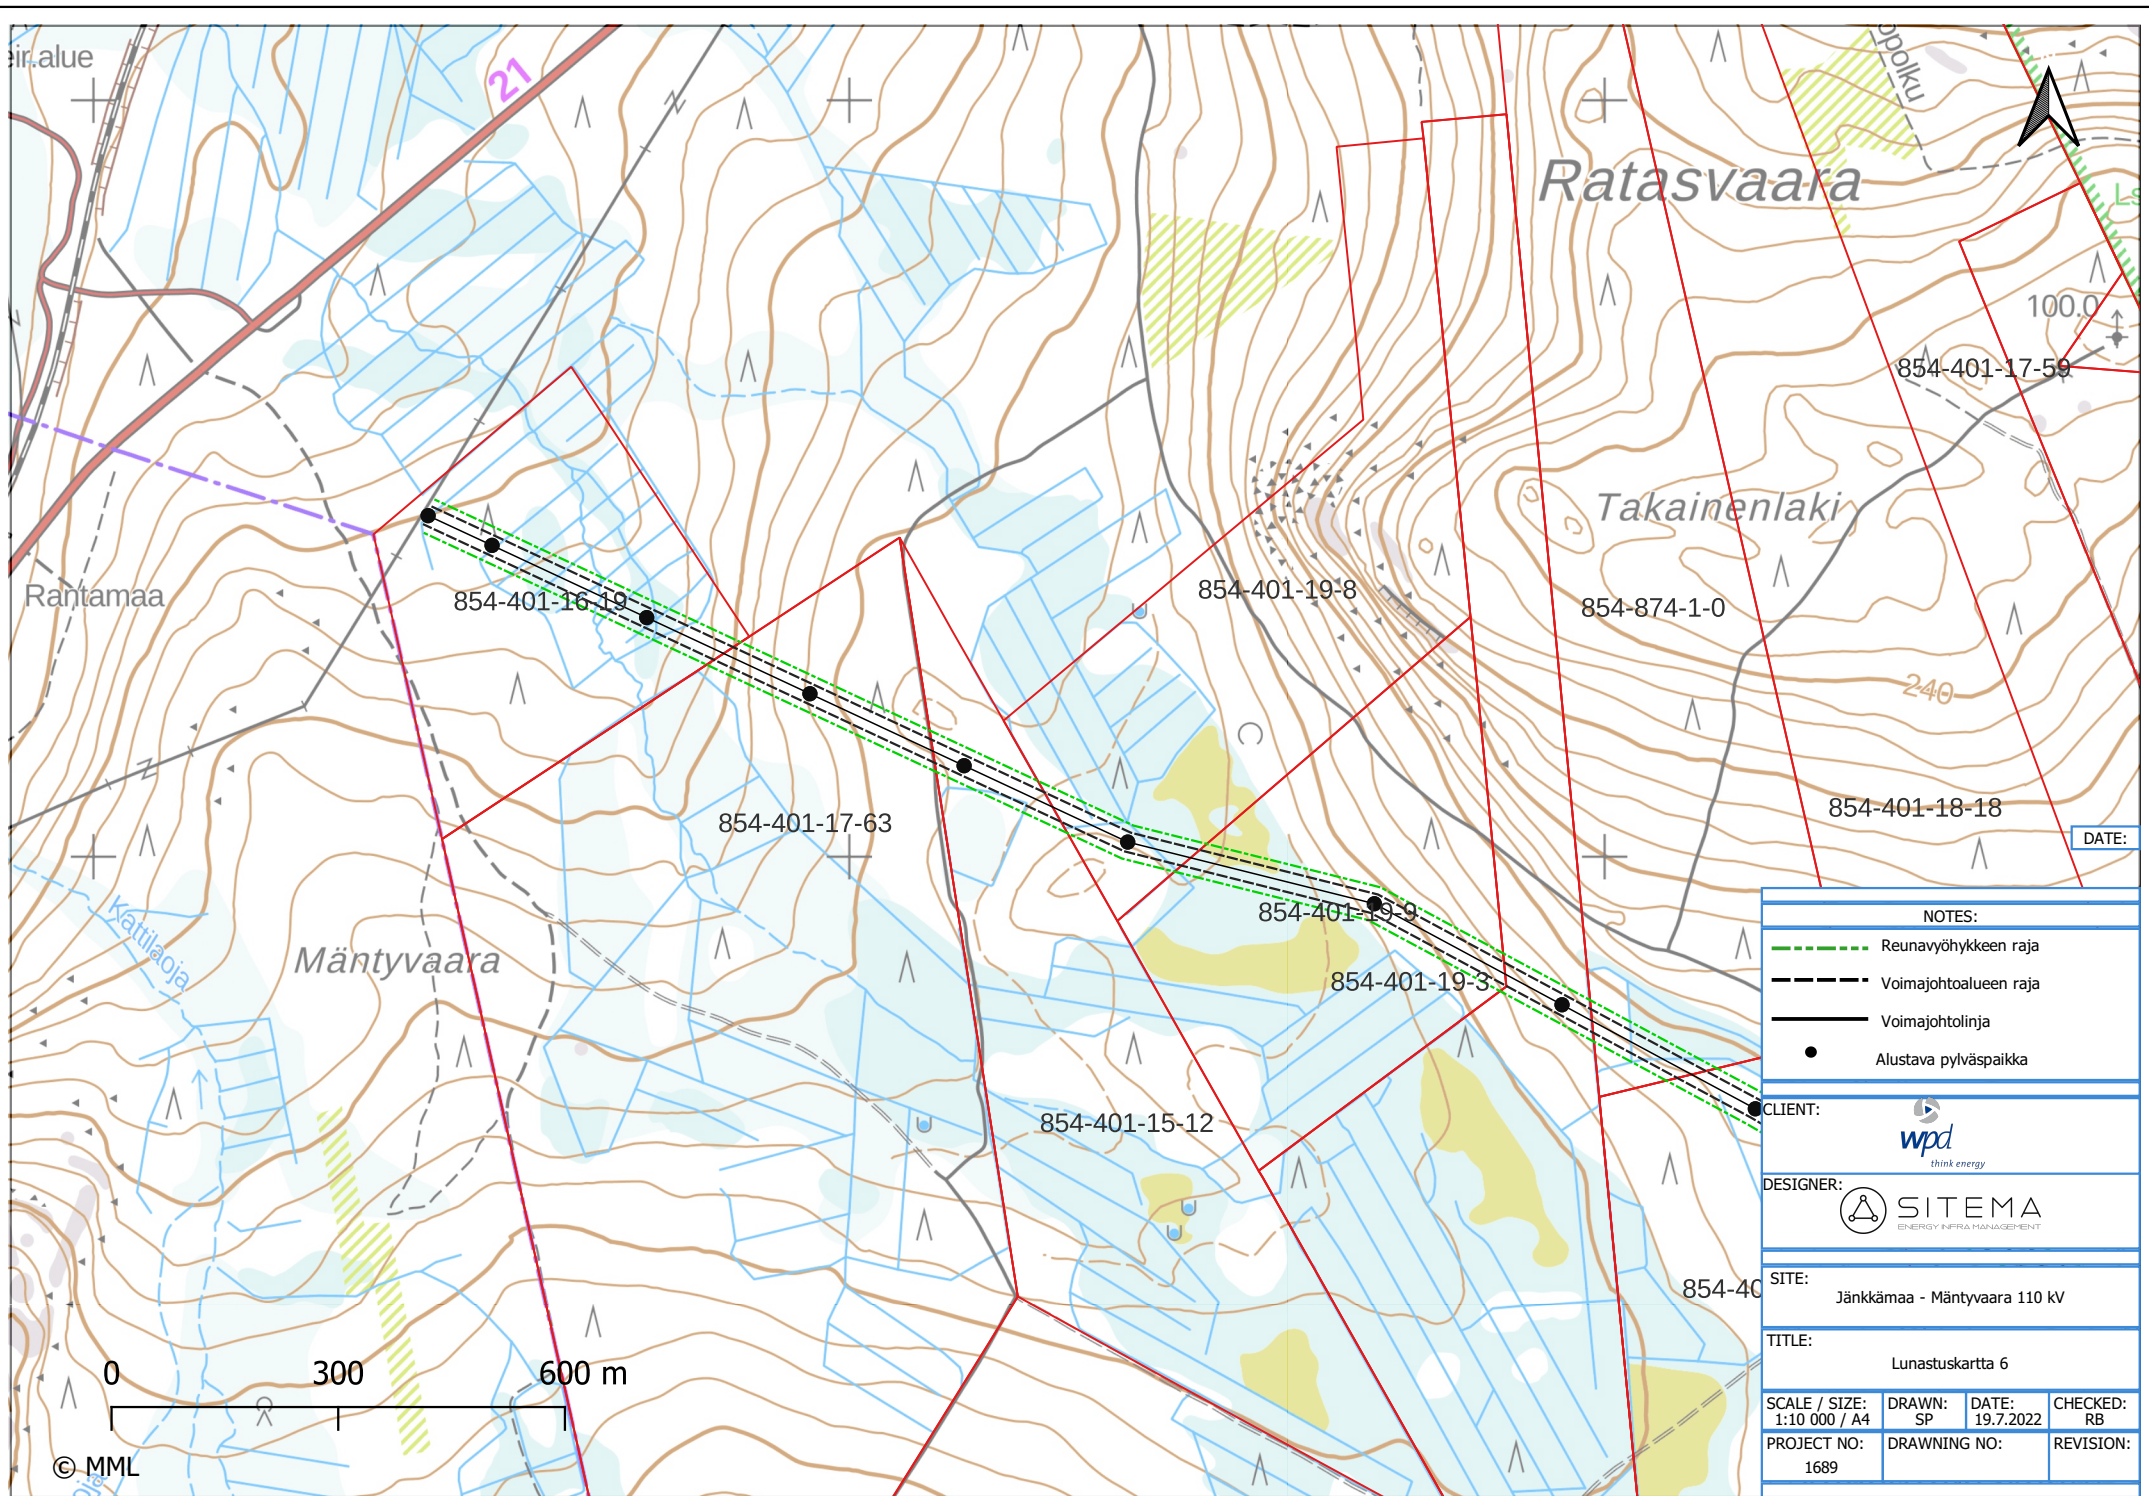 eir.alue
21
opolku
Ratasvaara
Ls
100.0
854-401-17-59
Takainenlaki
Rantamaa
854-401-16-19
854-401-19-8
854-874-1-0
240
854-401-17-63
854-401-18-18
DATE:
Kattilaoja
Mäntyvaara
854-401-19-9
854-401-19-3
854-401-15-12
854-40
NOTES:
Reunavyöhykkeen raja
Voimajohtoalueen raja
Voimajohtolinja
Alustava pylväspaikka
CLIENT:
wpd
think energy
DESIGNER:
SITEMA
ENERGY INFRA MANAGEMENT
SITE:
Jänkkämaa - Mäntyvaara 110 kV
TITLE:
Lunastuskartta 6
SCALE / SIZE: DRAWN: DATE: CHECKED:
1:10 000 / A4 SP 19.7.2022 RB
PROJECT NO: DRAWING NO: REVISION:
1689
0 300 600 m
© MML
oja